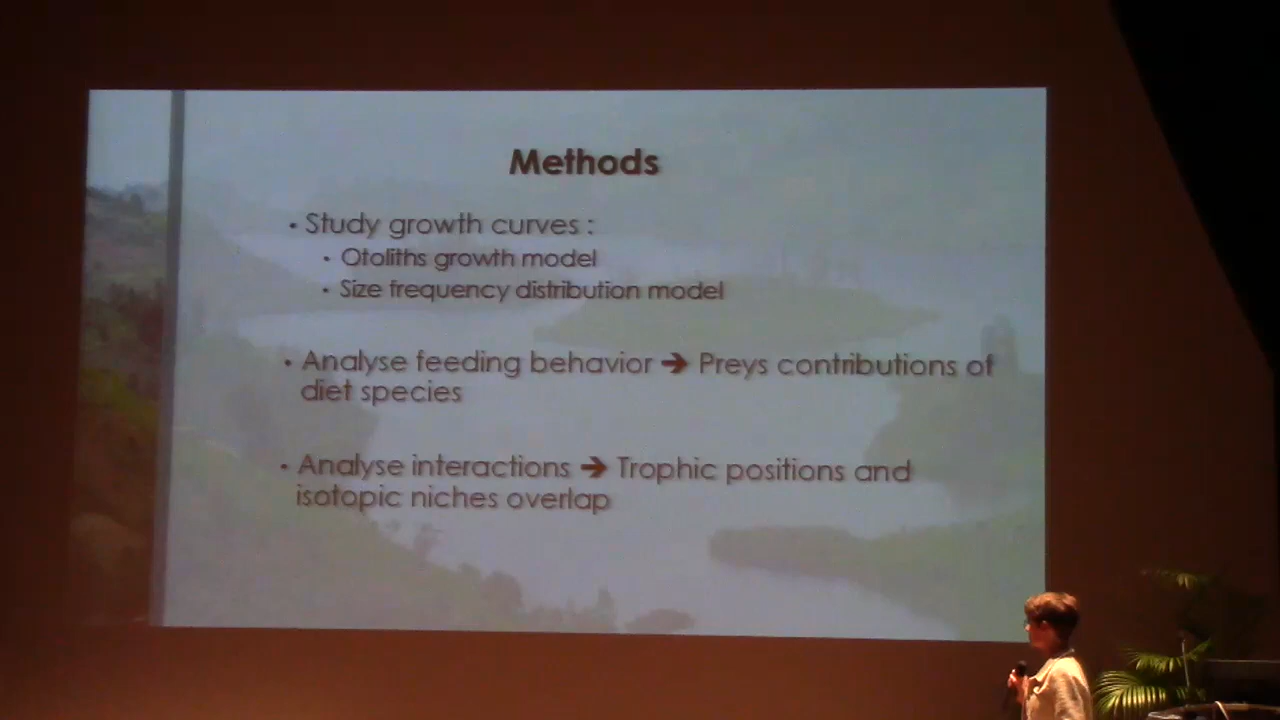 Methods
• Study growth curves :
• Otoliths growth model
• Size frequency distribution model
• Analyse feeding behavior ➔ Preys contributions of
diet species
• Analyse interactions ➔ Trophic positions and
isotopic niches overlap